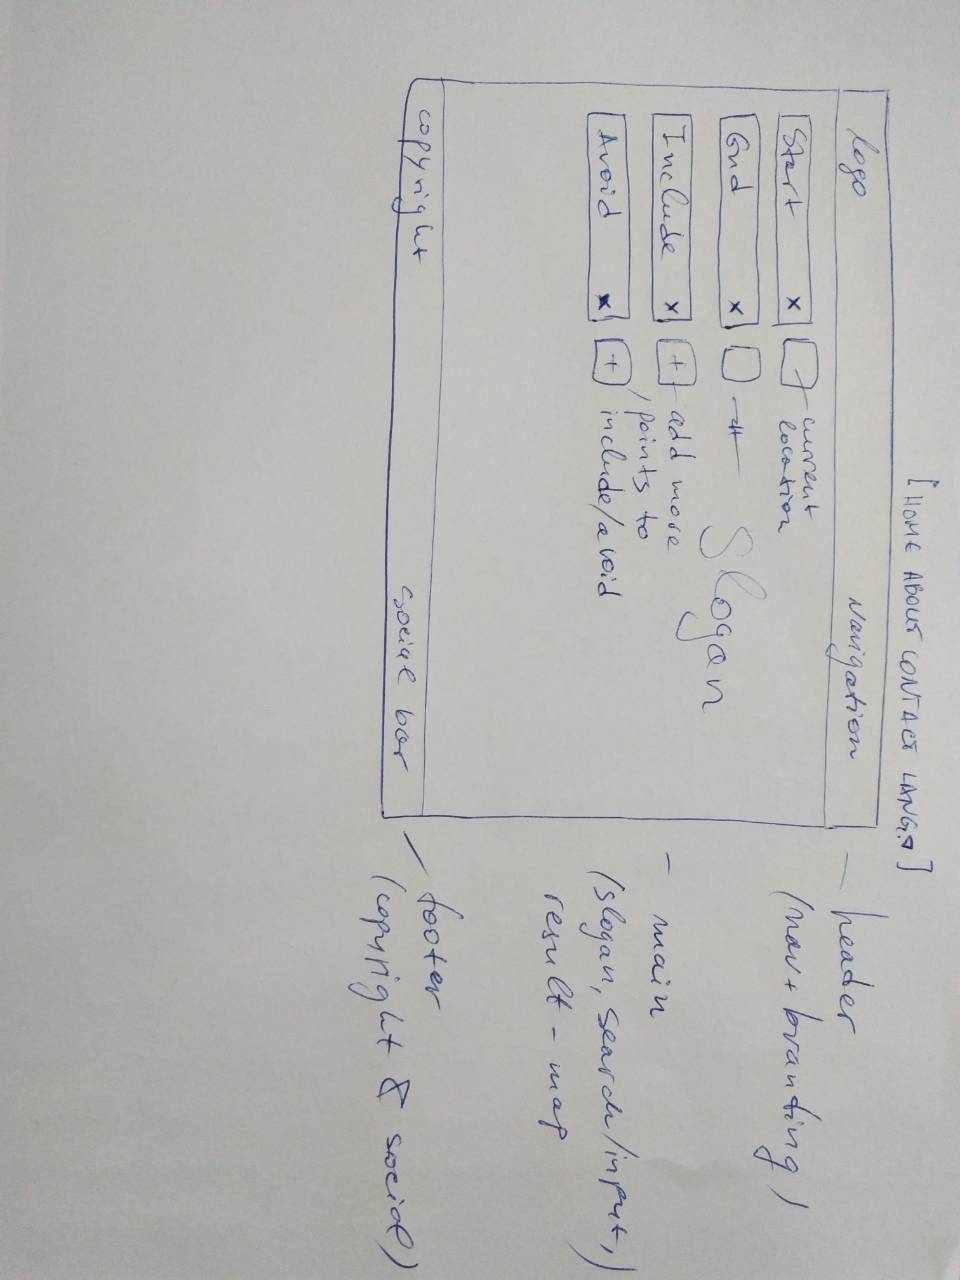 [HOME ABOUT CONTACT LANG.]
logo
Navigation
header
(nav + branding)
Start x
current
location
End x
-//-
Slogan
Include x
+
add more
points to
include/avoid
Avoid x
+
main
(slogan, search/input,)
result - map
copyright
social bar
footer
(copyright & social)